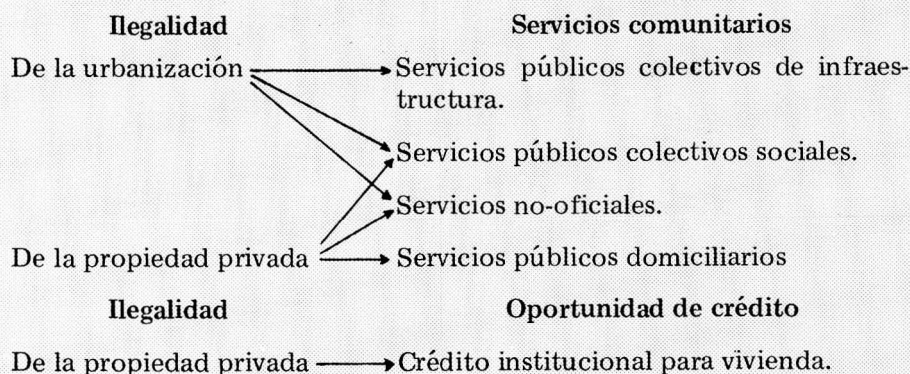 Ilegalidad Servicios comunitarios
De la urbanización Servicios públicos colectivos de infraes-
tructura.
Servicios públicos colectivos sociales.
Servicios no-oficiales.
De la propiedad privada Servicios públicos domiciliarios
Ilegalidad Oportunidad de crédito
De la propiedad privada Crédito institucional para vivienda.